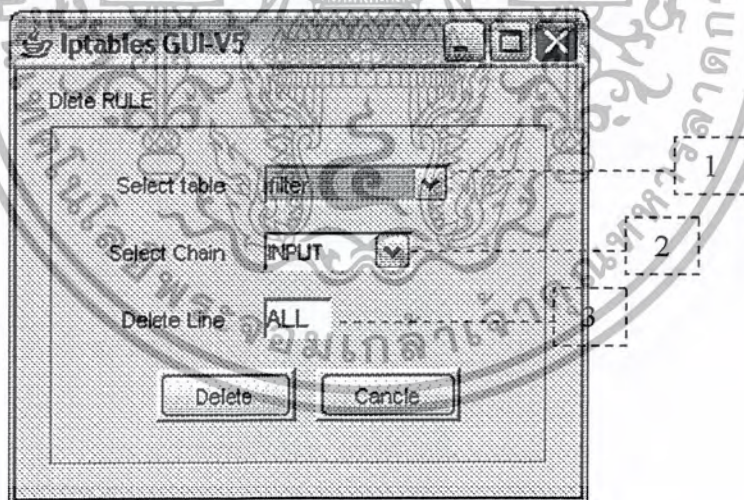 Iptables GUI-V5
Dlete RULE
Select table filter 1
Select Chain INPUT 2
Delete Line ALL 3
Delete Cancle